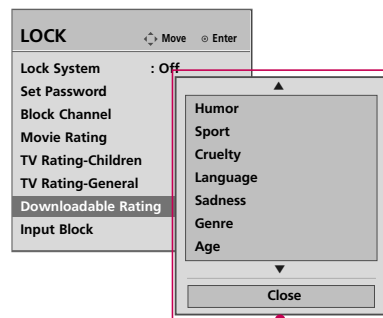 LOCK Move Enter
Lock System : Off
Set Password
Block Channel
Movie Rating
TV Rating-Children
TV Rating-General
Downloadable Rating
Input Block
Humor
Sport
Cruelty
Language
Sadness
Genre
Age
Close